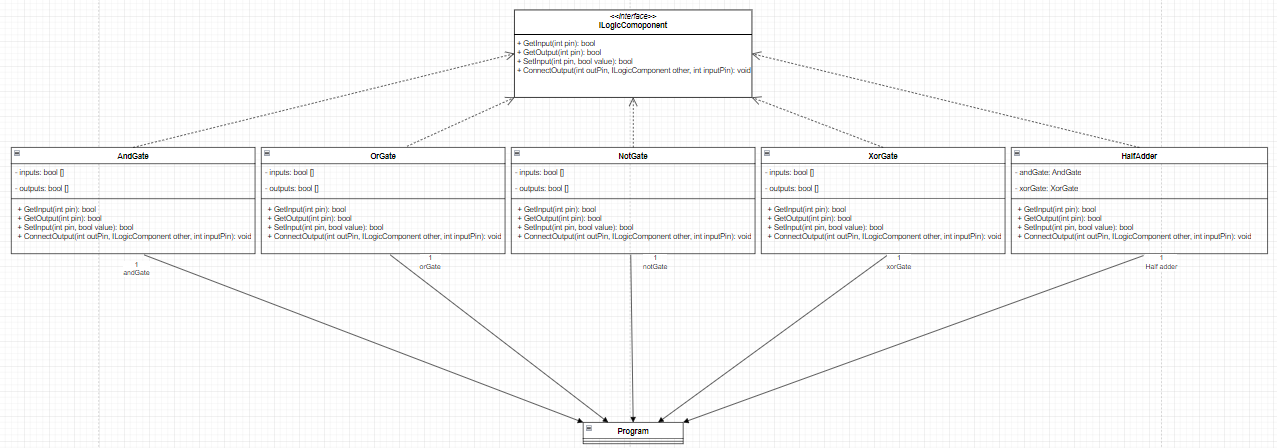 <<Interface>>
ILogicComoponent
+ GetInput(int pin): bool
+ GetOutput(int pin): bool
+ SetInput(int pin, bool value): bool
+ ConnectOutput(int outPin, ILogicComponent other, int inputPin): void
AndGate
- inputs: bool []
- outputs: bool []
+ GetInput(int pin): bool
+ GetOutput(int pin): bool
+ SetInput(int pin, bool value): bool
+ ConnectOutput(int outPin, ILogicComponent other, int inputPin): void
OrGate
- inputs: bool []
- outputs: bool []
+ GetInput(int pin): bool
+ GetOutput(int pin): bool
+ SetInput(int pin, bool value): bool
+ ConnectOutput(int outPin, ILogicComponent other, int inputPin): void
NotGate
- inputs: bool []
- outputs: bool []
+ GetInput(int pin): bool
+ GetOutput(int pin): bool
+ SetInput(int pin, bool value): bool
+ ConnectOutput(int outPin, ILogicComponent other, int inputPin): void
XorGate
- inputs: bool []
- outputs: bool []
+ GetInput(int pin): bool
+ GetOutput(int pin): bool
+ SetInput(int pin, bool value): bool
+ ConnectOutput(int outPin, ILogicComponent other, int inputPin): void
HalfAdder
- andGate: AndGate
- xorGate: XorGate
+ GetInput(int pin): bool
+ GetOutput(int pin): bool
+ SetInput(int pin, bool value): bool
+ ConnectOutput(int outPin, ILogicComponent other, int inputPin): void
1
andGate
1
orGate
1
notGate
1
xorGate
1
Half adder
Program